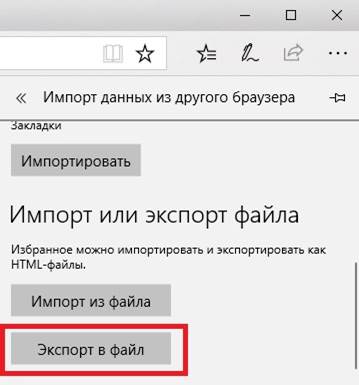 Импорт данных из другого браузера
Закладки
Импортировать
Импорт или экспорт файла
Избранное можно импортировать и экспортировать как
HTML-файлы.
Импорт из файла
Экспорт в файл